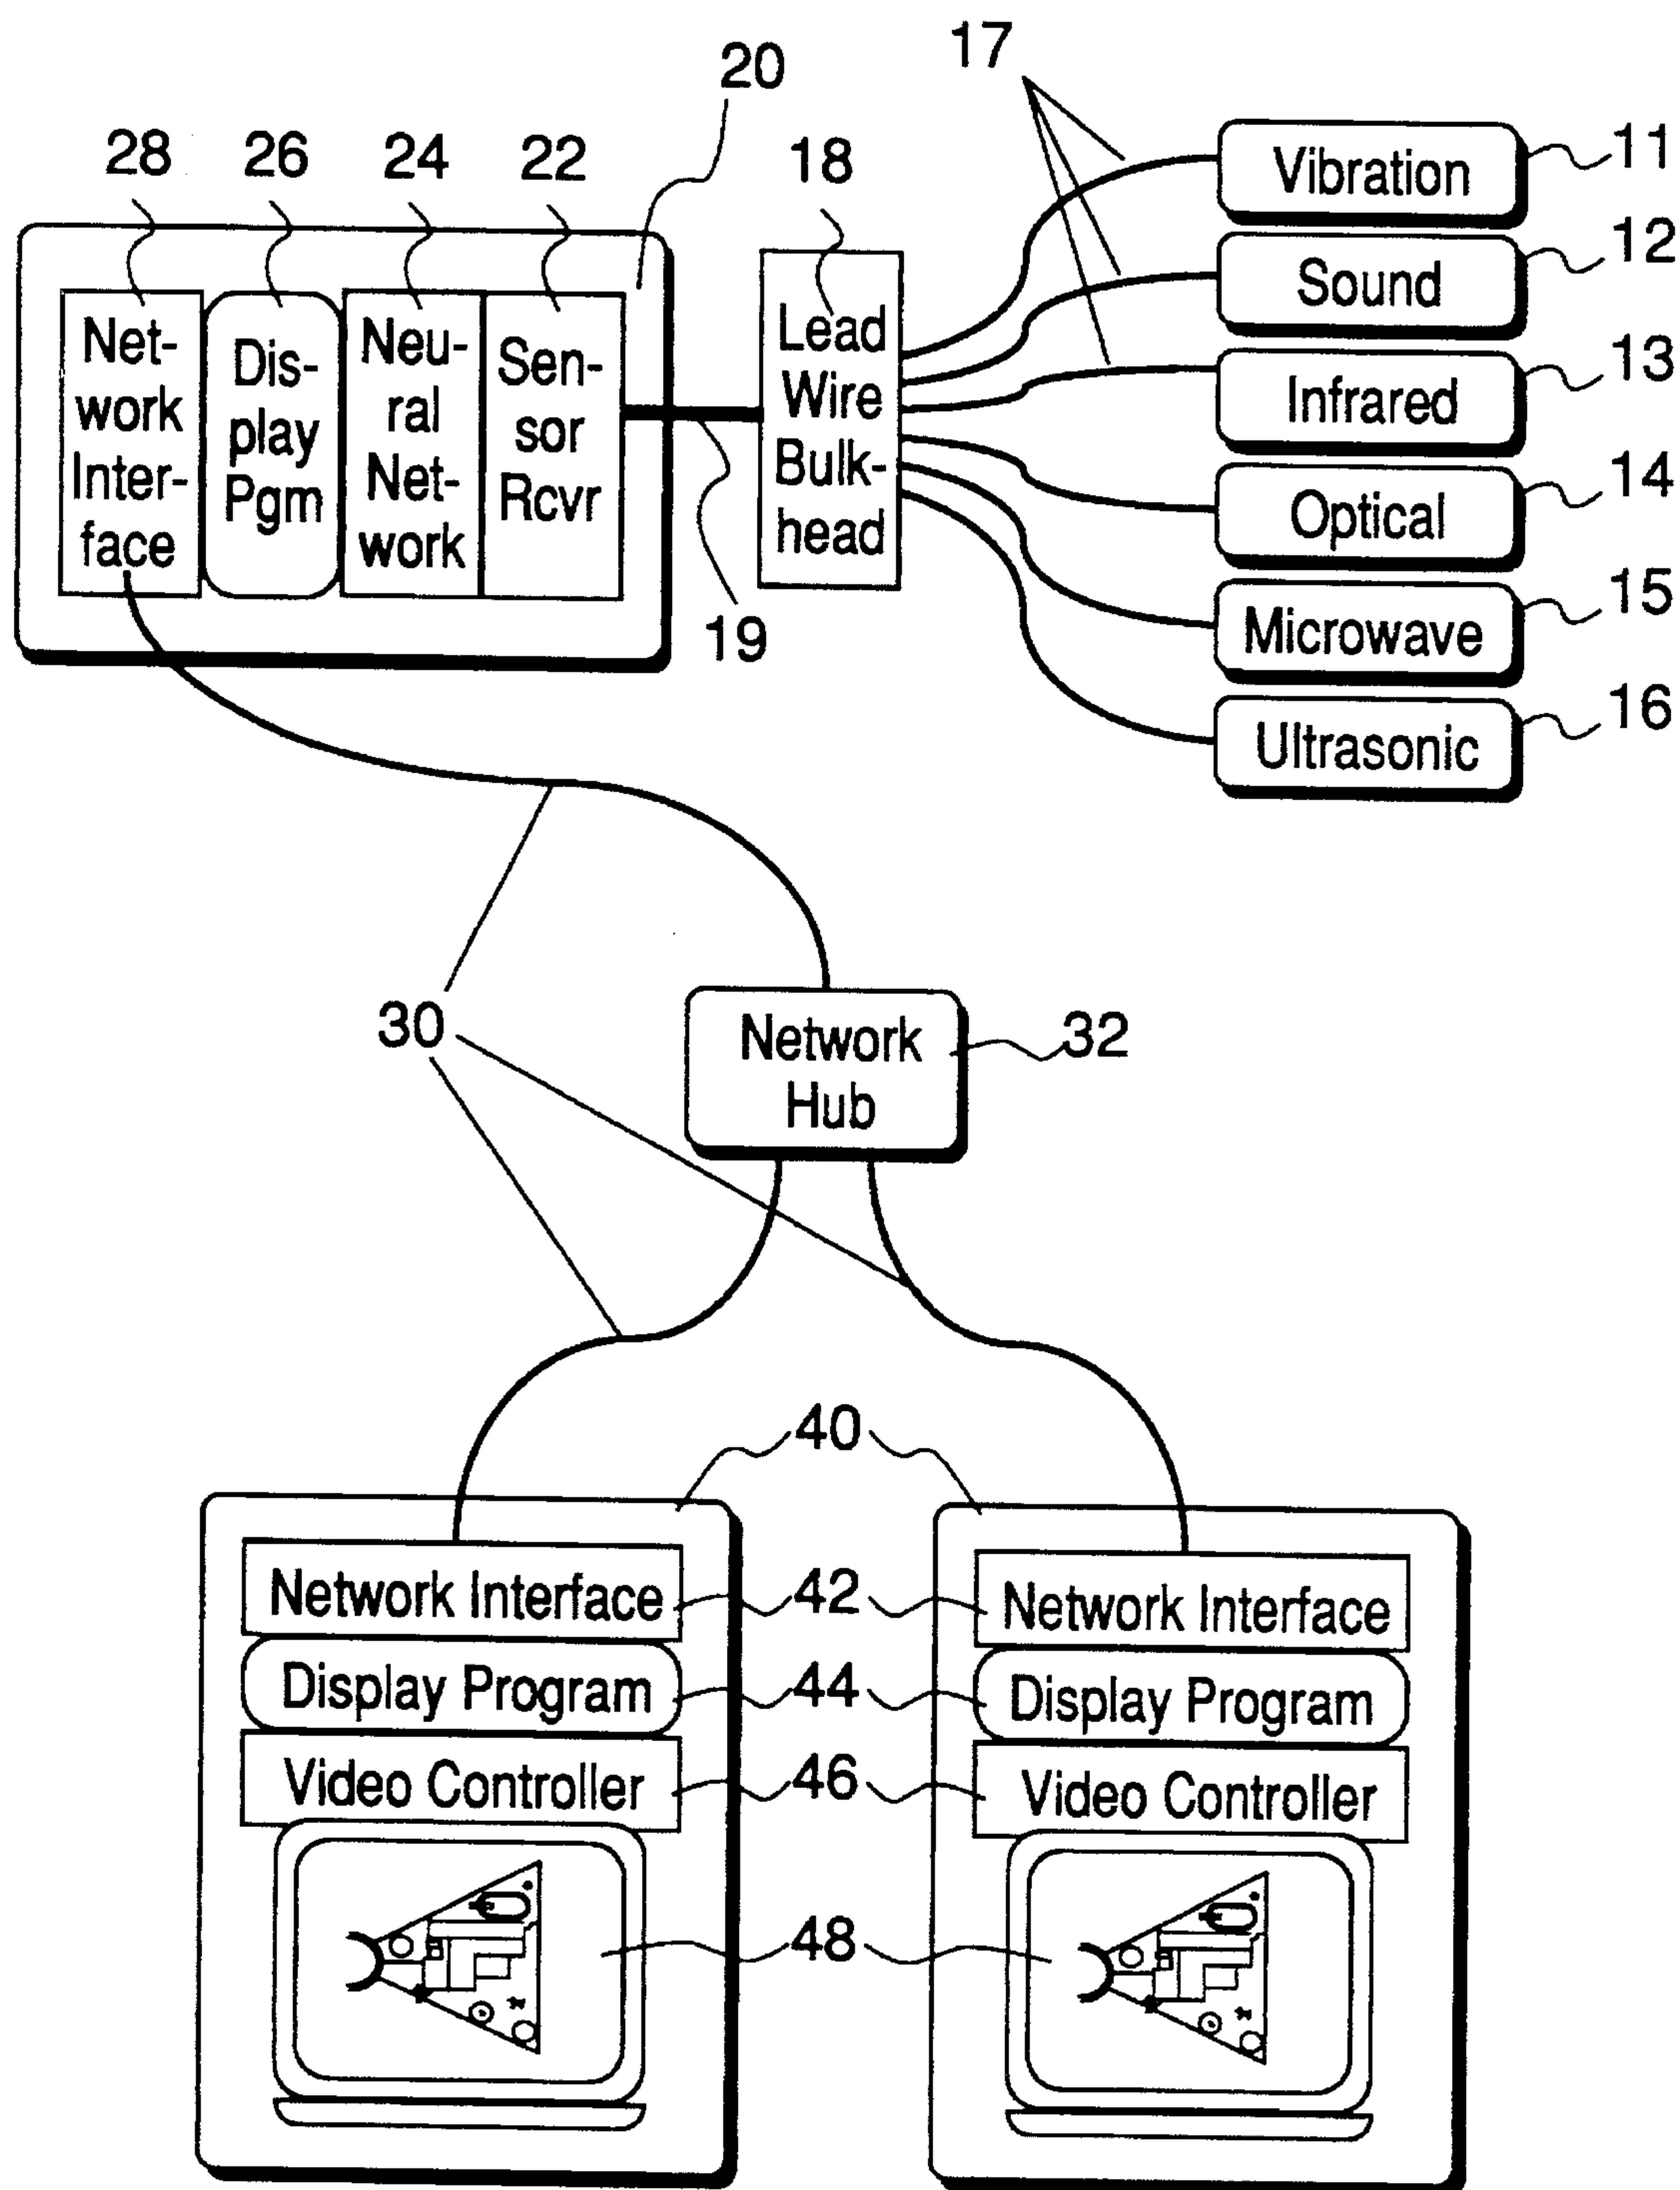 17
20
28 26 24 22 18
Vibration 11
Sound 12
Infrared 13
Optical 14
Microwave 15
Ultrasonic 16
Net-
work
Inter-
face
Dis-
play
Pgm
Neu-
ral
Net-
work
Sen-
sor
Rcvr
Lead
Wire
Bulk-
head
19
30
Network
Hub
32
40
Network Interface 42 Network Interface
Display Program 44 Display Program
Video Controller 46 Video Controller
48